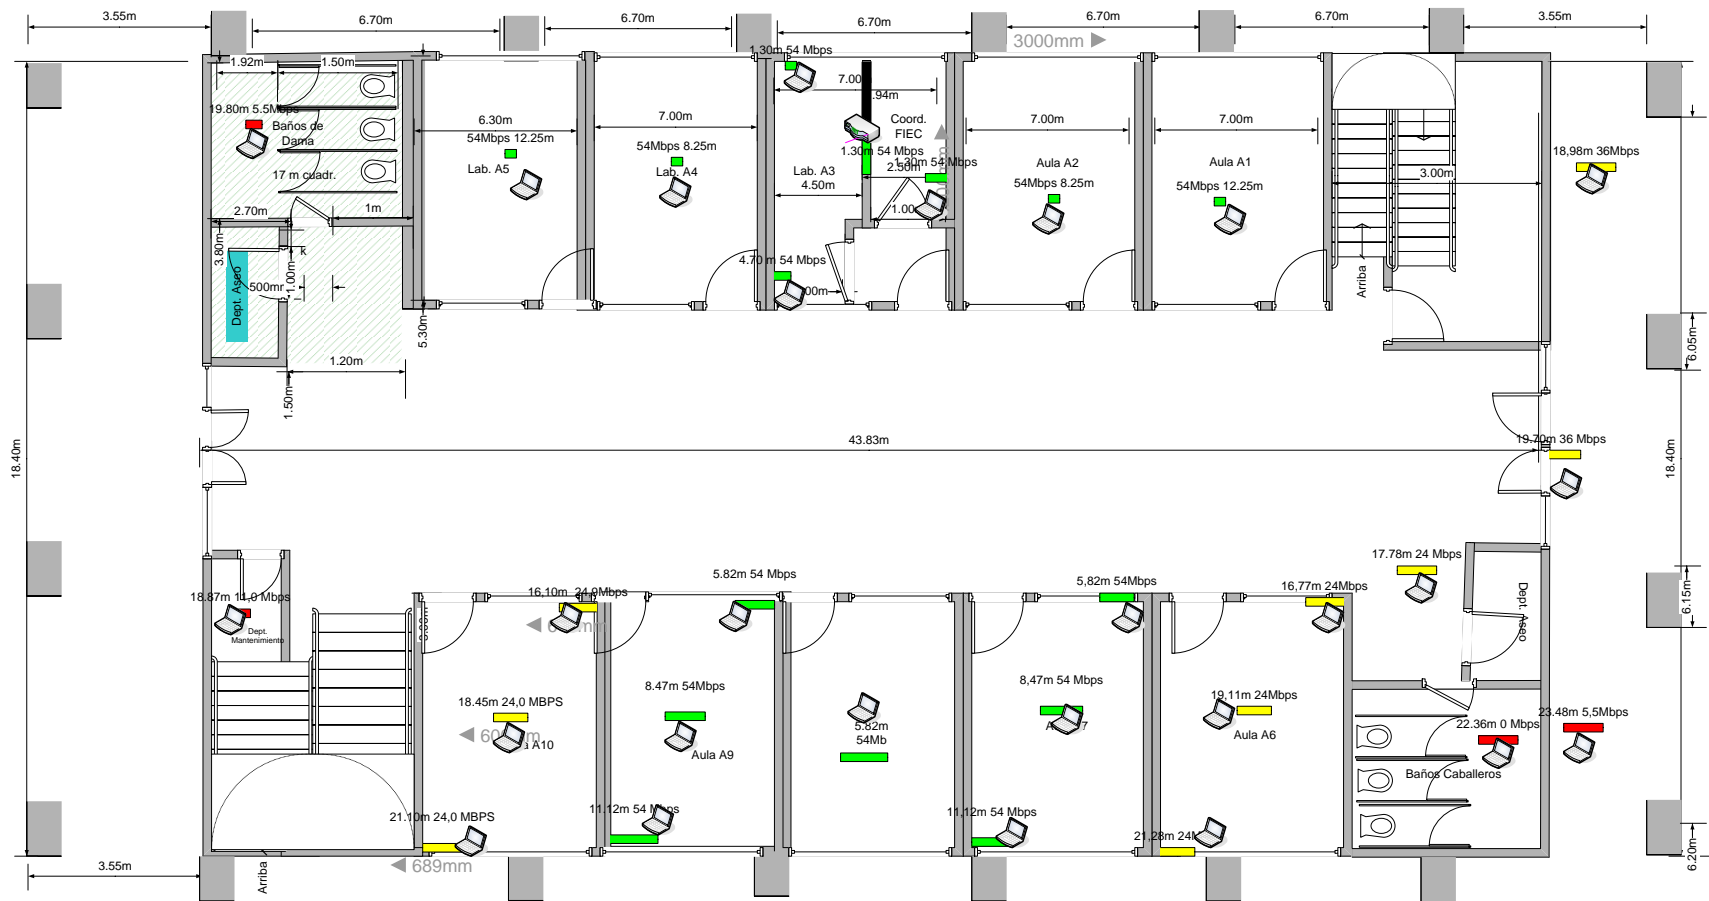 3.55m
6.70m
6.70m
6.70m
6.70m
6.70m
3.55m
3000mm
1.92m
1.50m
1.30m 54 Mbps
7.00
.94m
19.80m 5.5Mbps
Baños de
Dama
17 m cuadr.
6.30m
54Mbps 12.25m
Lab. A5
7.00m
54Mbps 8.25m
Lab. A4
Coord.
FIEC
1.30m 54 Mbps
1.30m 54 Mbps
2.50m
Lab. A3
4.50m
1.00
7.00m
Aula A2
54Mbps 8.25m
7.00m
Aula A1
54Mbps 12.25m
3.00m
18,98m 36Mbps
2.70m
1m
3.80m
k
1.00m
500mm
Dept. Aseo
4.70 m 54 Mbps
00m
Arriba
5.30m
1.20m
1.50m
6.05m
18.40m
43.83m
19.70m 36 Mbps
18.40m
18.87m 11,0 Mbps
Dept.
Mantenimiento
16,10m 24,0Mbps
5.82m 54 Mbps
5,82m 54Mbps
16,77m 24Mbps
17.78m 24 Mbps
Dept. Aseo
6.15m
18.45m 24,0 MBPS
A10
8.47m 54Mbps
Aula A9
5.82m
54Mb
8,47m 54 Mbps
19,11m 24Mbps
Aula A6
22.36m 0 Mbps
23.48m 5,5Mbps
Baños Caballeros
21.10m 24,0 MBPS
11.12m 54 Mbps
11,12m 54 Mbps
21,28m 24M
6.20m
3.55m
Arriba
689mm